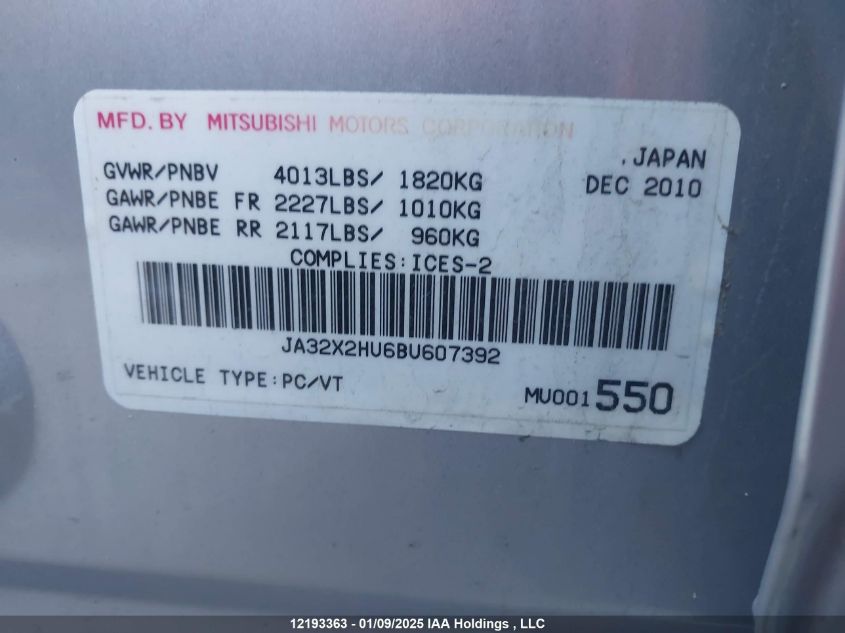 MFD. BY MITSUBISHI MOTORS CORPORATION
.JAPAN
GVWR/PNBV 4013LBS/ 1820KG
DEC 2010
GAWR/PNBE FR 2227LBS/ 1010KG
GAWR/PNBE RR 2117LBS/ 960KG
COMPLIES:ICES-2
JA32X2HU6BU607392
VEHICLE TYPE:PC/VT
MU001550
12193363 - 01/09/2025 IAA Holdings , LLC